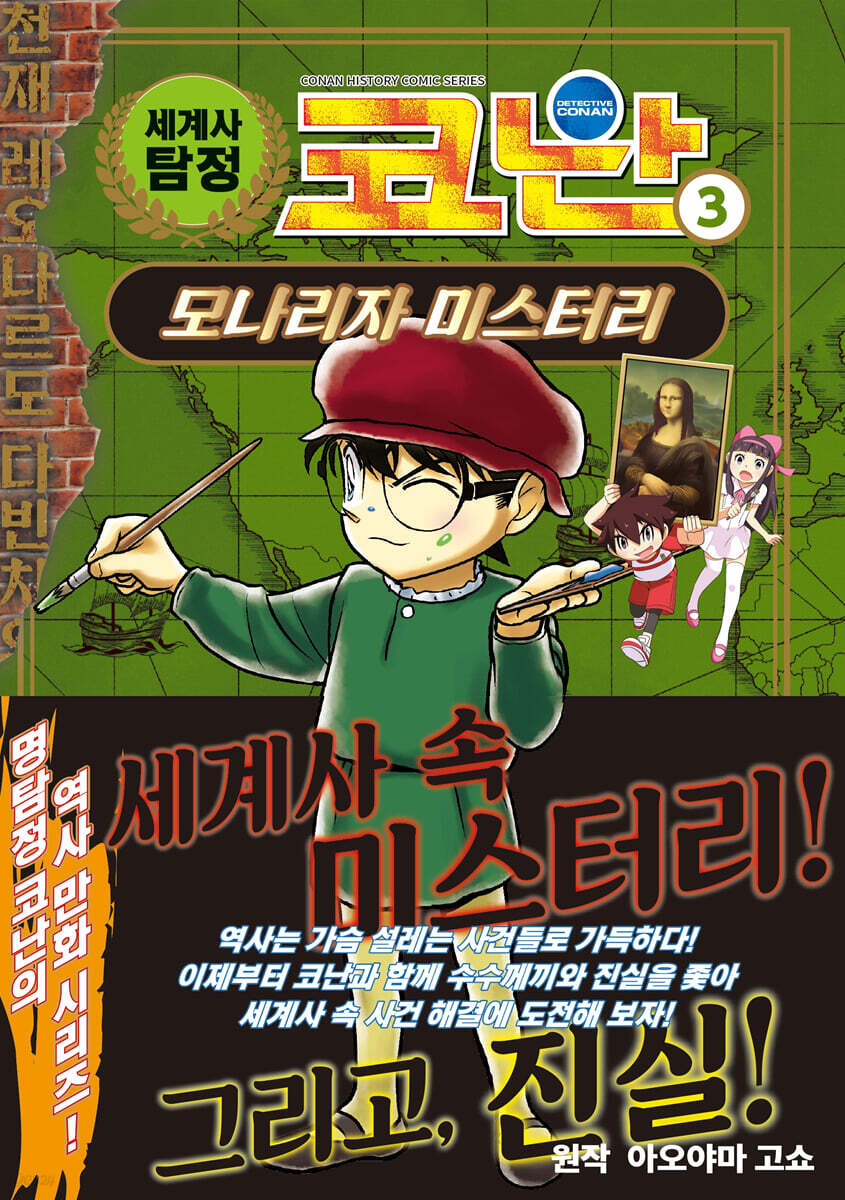 천재 레오나르도 다빈치의
CONAN HISTORY COMIC SERIES
세계사
탐정
코난
DETECTIVE
CONAN
3
모나리자 미스터리
명탐정 코난의
역사 만화 시리즈!
세계사 속
미스터리!
역사는 가슴 설레는 사건들로 가득하다!
이제부터 코난과 함께 수수께끼와 진실을 좇아
세계사 속 사건 해결에 도전해 보자!
그리고, 진실!
원작 아오야마 고쇼